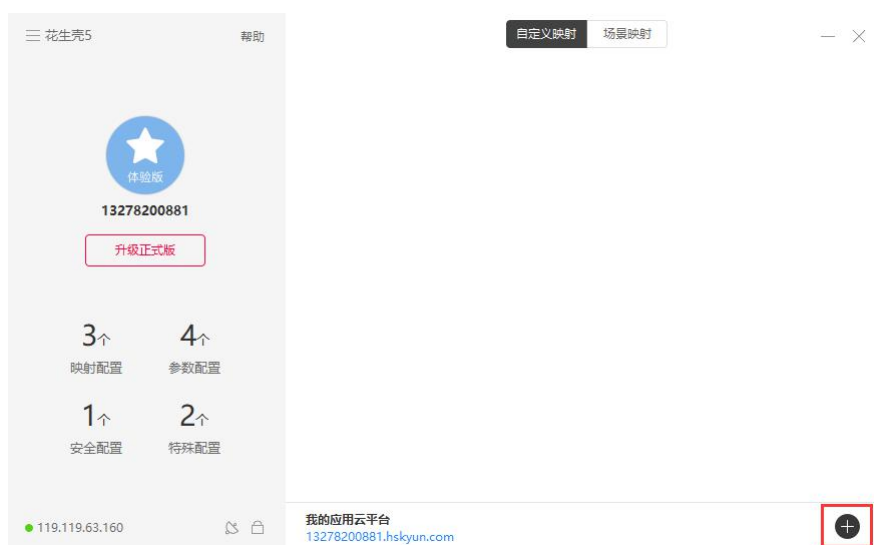 三 花生壳5 帮助
自定义映射 场景映射
体验版
13278200881
升级正式版
3个 4个
映射配置 参数配置
1个 2个
安全配置 特殊配置
119.119.63.160
我的应用云平台
13278200881.hskyun.com